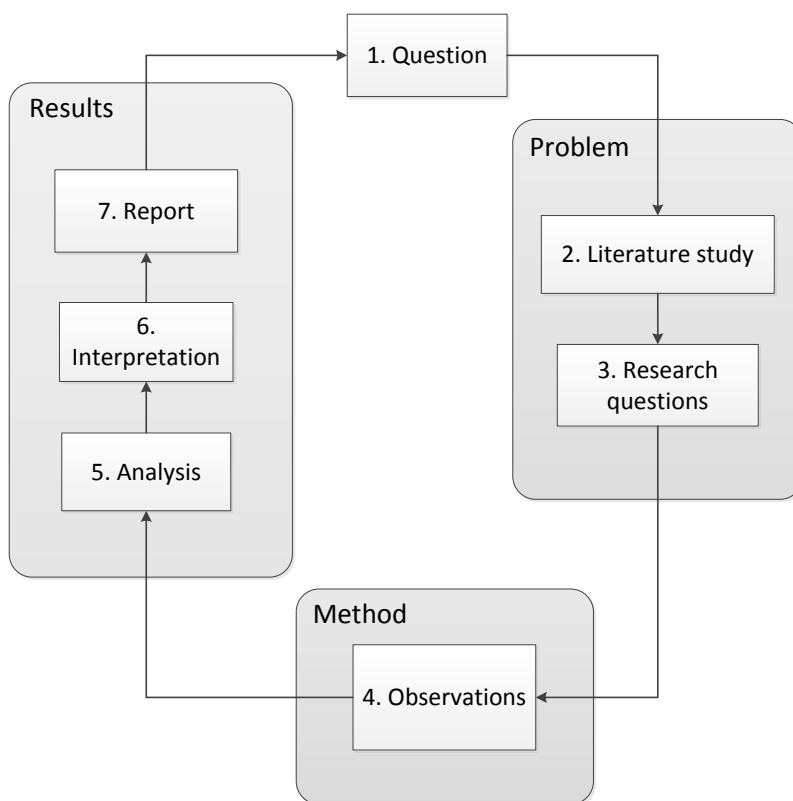 1. Question
Problem
2. Literature study
3. Research
questions
Method
4. Observations
Results
5. Analysis
6.
Interpretation
7. Report